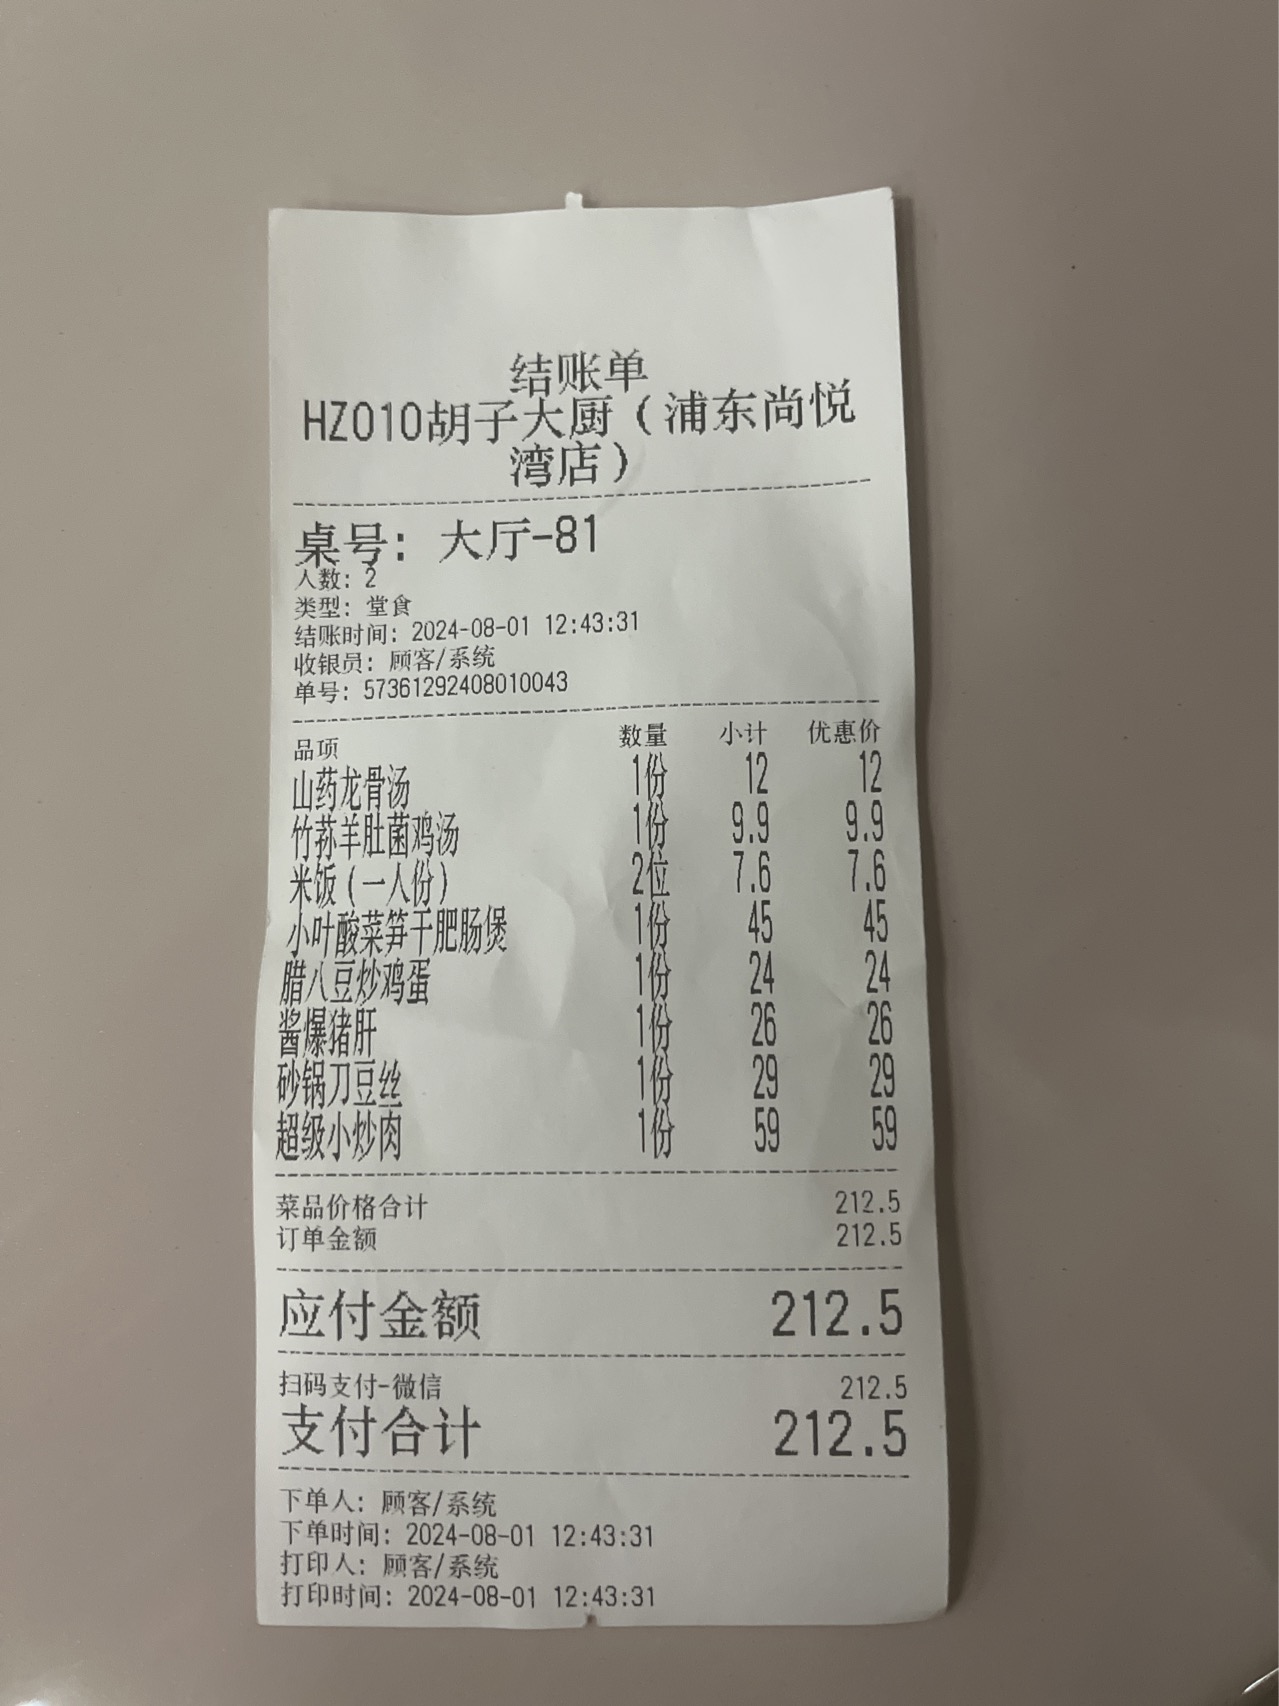 结账单
HZ010胡子大厨（浦东尚悦
湾店）
桌号: 大厅-81
人数: 2
类型: 堂食
结账时间: 2024-08-01 12:43:31
收银员: 顾客/系统
单号: 573612924080​10043
品项 数量 小计 优惠价
山药龙骨汤 1份 12 12
竹荪羊肚菌鸡汤 1份 9.9 9.9
米饭（一人份） 2位 7.6 7.6
小叶酸菜笋干肥肠煲 1份 45 45
腊八豆炒鸡蛋 1份 24 24
酱爆猪肝 1份 26 26
砂锅刀豆丝 1份 29 29
超级小炒肉 1份 59 59
菜品价格合计 212.5
订单金额 212.5
应付金额 212.5
扫码支付-微信 212.5
支付合计 212.5
下单人: 顾客/系统
下单时间: 2024-08-01 12:43:31
打印人: 顾客/系统
打印时间: 2024-08-01 12:43:31